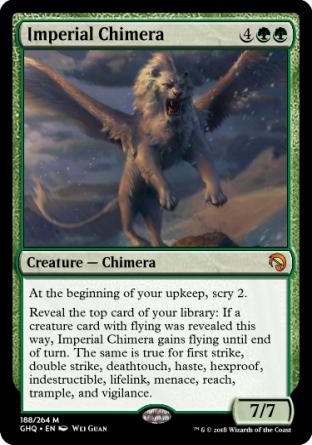 Imperial Chimera 4
Creature — Chimera
At the beginning of your upkeep, scry 2.
Reveal the top card of your library: If a
creature card with flying was revealed this
way, Imperial Chimera gains flying until
end of turn. The same is true for first strike,
double strike, deathtouch, haste, hexproof,
indestructible, lifelink, menace, reach,
trample, and vigilance.
7/7
188/264 M
GHQ • EN Wei Guan
™ & © 2018 Wizards of the Coast